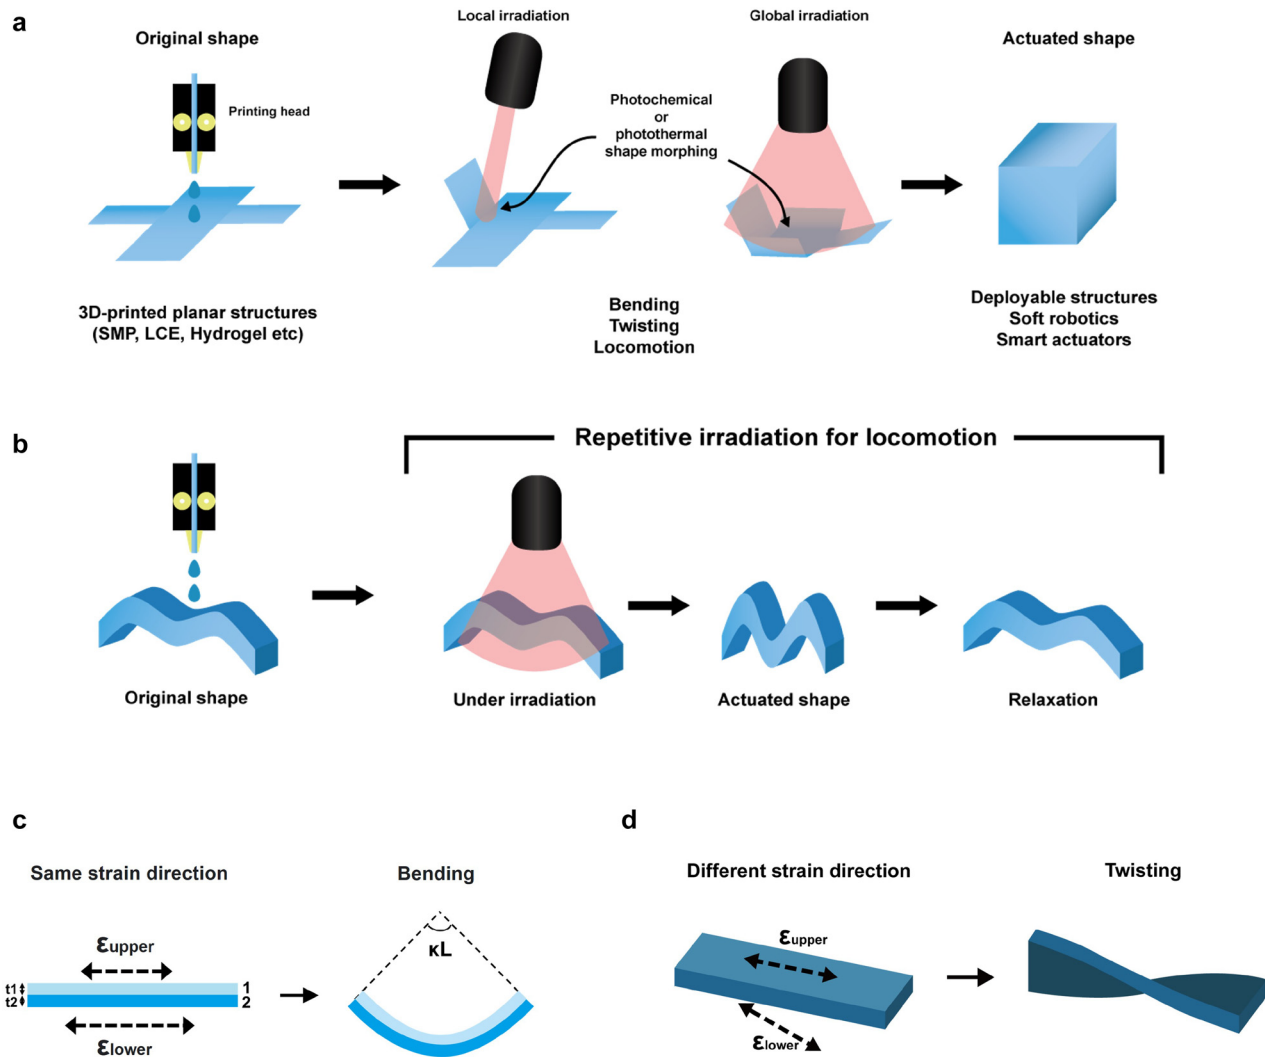 a
Original shape
Printing head
3D-printed planar structures
(SMP, LCE, Hydrogel etc)
Local irradiation
Global irradiation
Photochemical
or
photothermal
shape morphing
Bending
Twisting
Locomotion
Actuated shape
Deployable structures
Soft robotics
Smart actuators
b
Repetitive irradiation for locomotion
Original shape
Under irradiation
Actuated shape
Relaxation
c
Same strain direction
Bending
εupper
t1
1
t2
2
εlower
κL
d
Different strain direction
Twisting
εupper
εlower